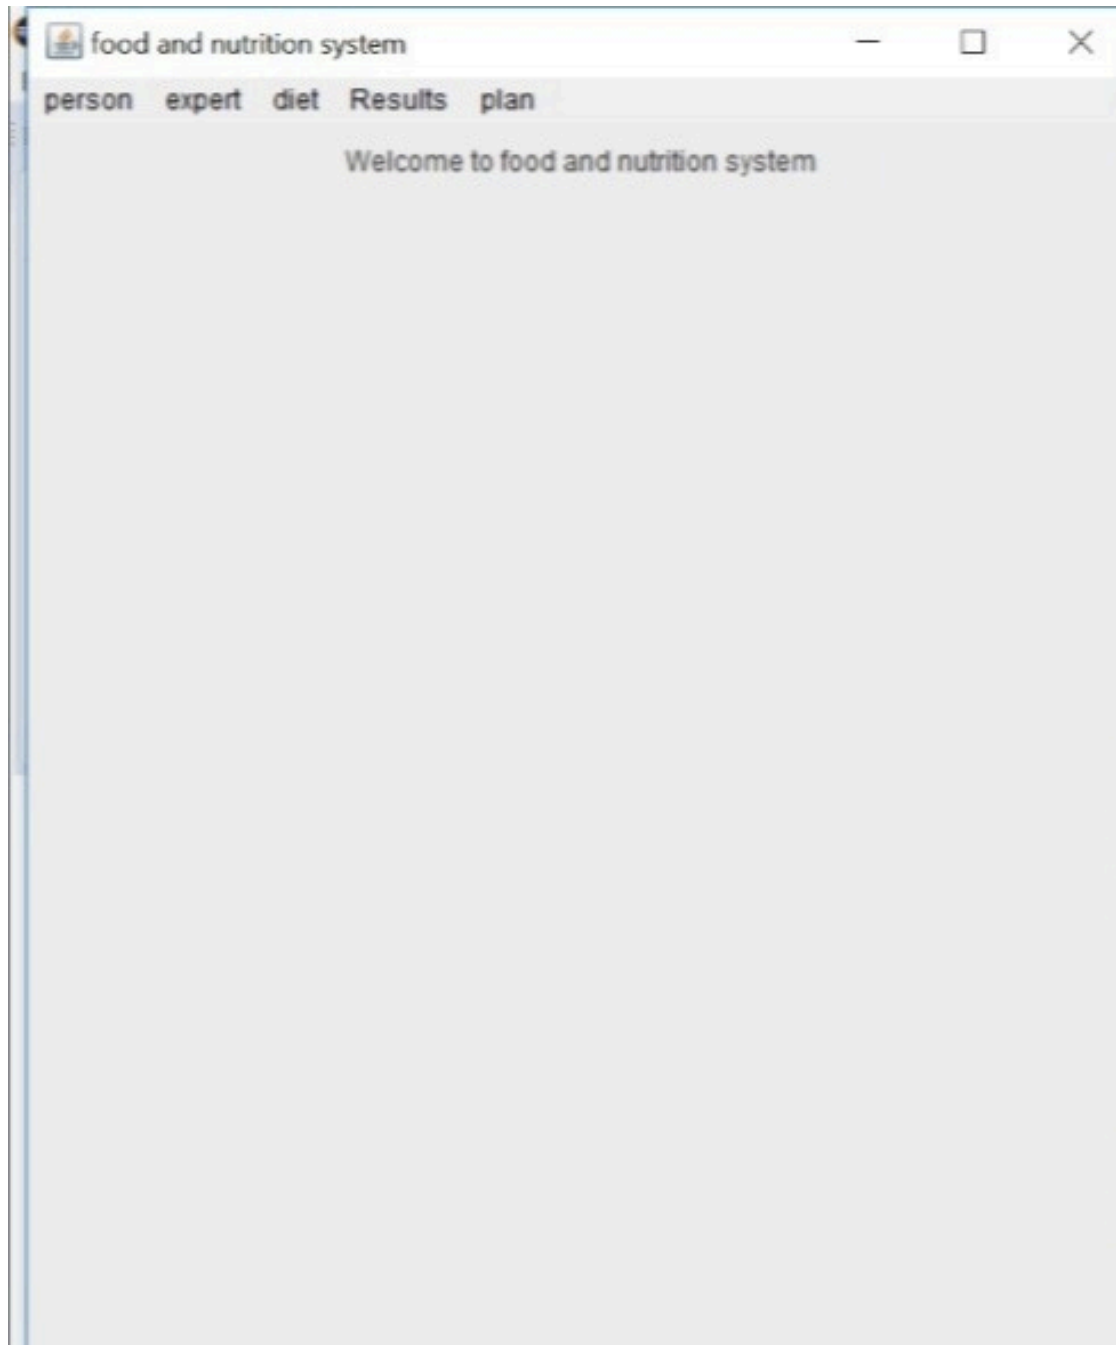 food and nutrition system
person expert diet Results plan
Welcome to food and nutrition system